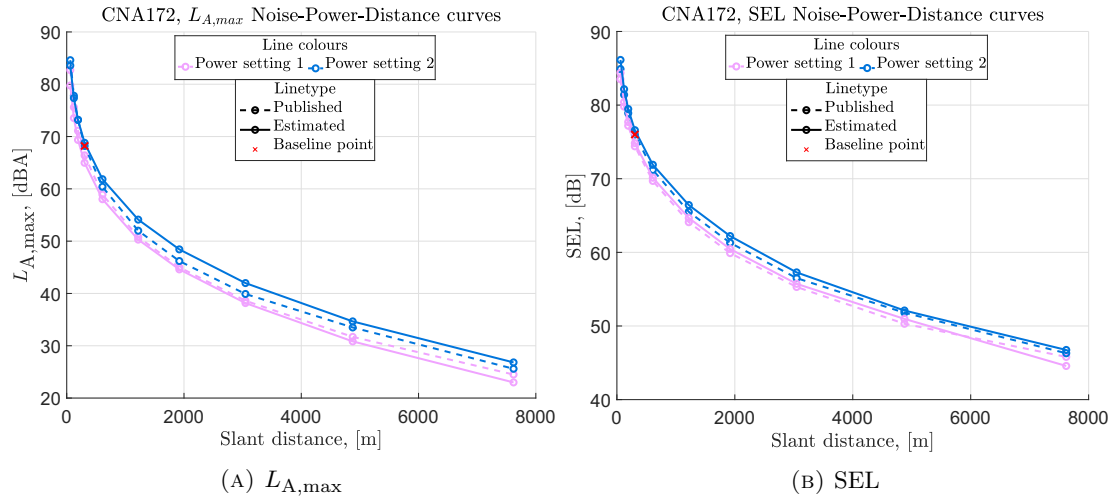 CNA172, L_A,max Noise-Power-Distance curves
90
80
70
60
50
40
30
20
L_A,max, [dBA]
Line colours
Power setting 1 Power setting 2
Linetype
Published
Estimated
Baseline point
0 2000 4000 6000 8000
Slant distance, [m]
(A) L_A,max
CNA172, SEL Noise-Power-Distance curves
90
80
70
60
50
40
SEL, [dB]
Line colours
Power setting 1 Power setting 2
Linetype
Published
Estimated
Baseline point
0 2000 4000 6000 8000
Slant distance, [m]
(B) SEL